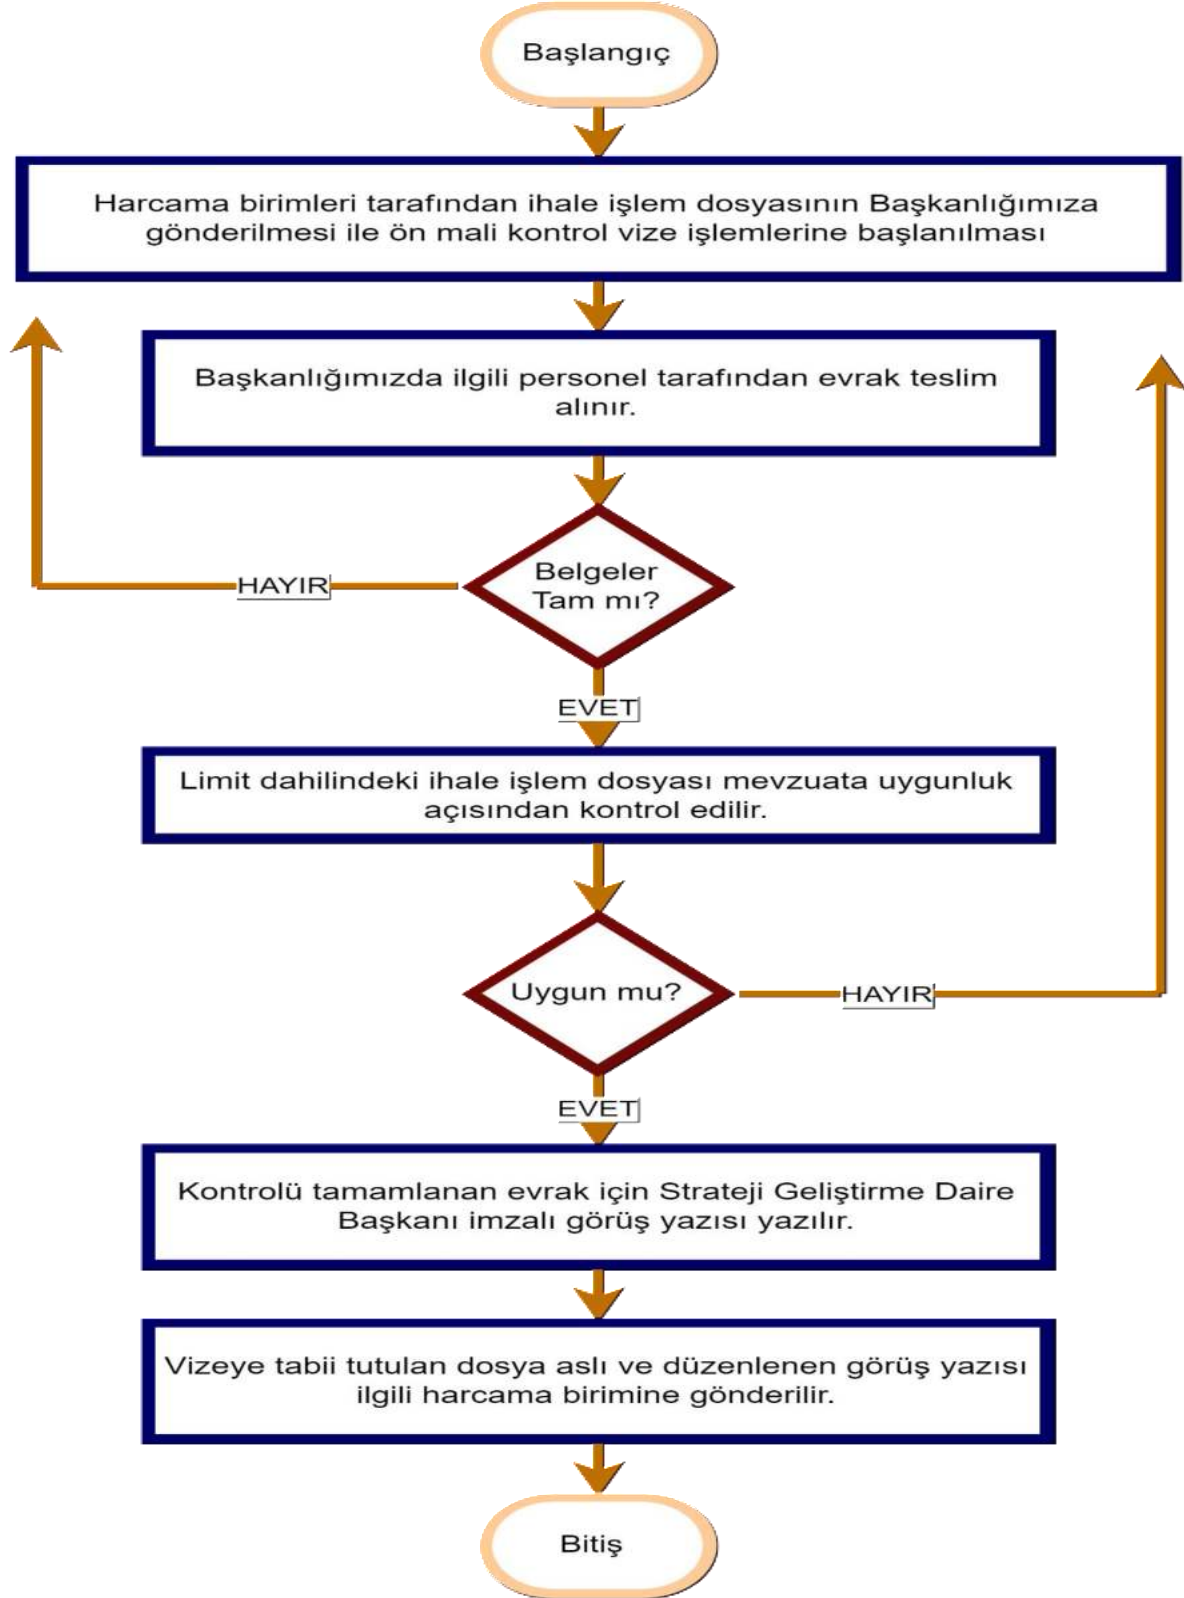 Başlangıç
Harcama birimleri tarafından ihale işlem dosyasının Başkanlığımıza
gönderilmesi ile ön mali kontrol vize işlemlerine başlanılması
Başkanlığımızda ilgili personel tarafından evrak teslim
alınır.
Belgeler
Tam mı?
HAYIR
EVET
Limit dahilindeki ihale işlem dosyası mevzuata uygunluk
açısından kontrol edilir.
Uygun mu?
HAYIR
EVET
Kontrolü tamamlanan evrak için Strateji Geliştirme Daire
Başkanı imzalı görüş yazısı yazılır.
Vizeye tabii tutulan dosya aslı ve düzenlenen görüş yazısı
ilgili harcama birimine gönderilir.
Bitiş